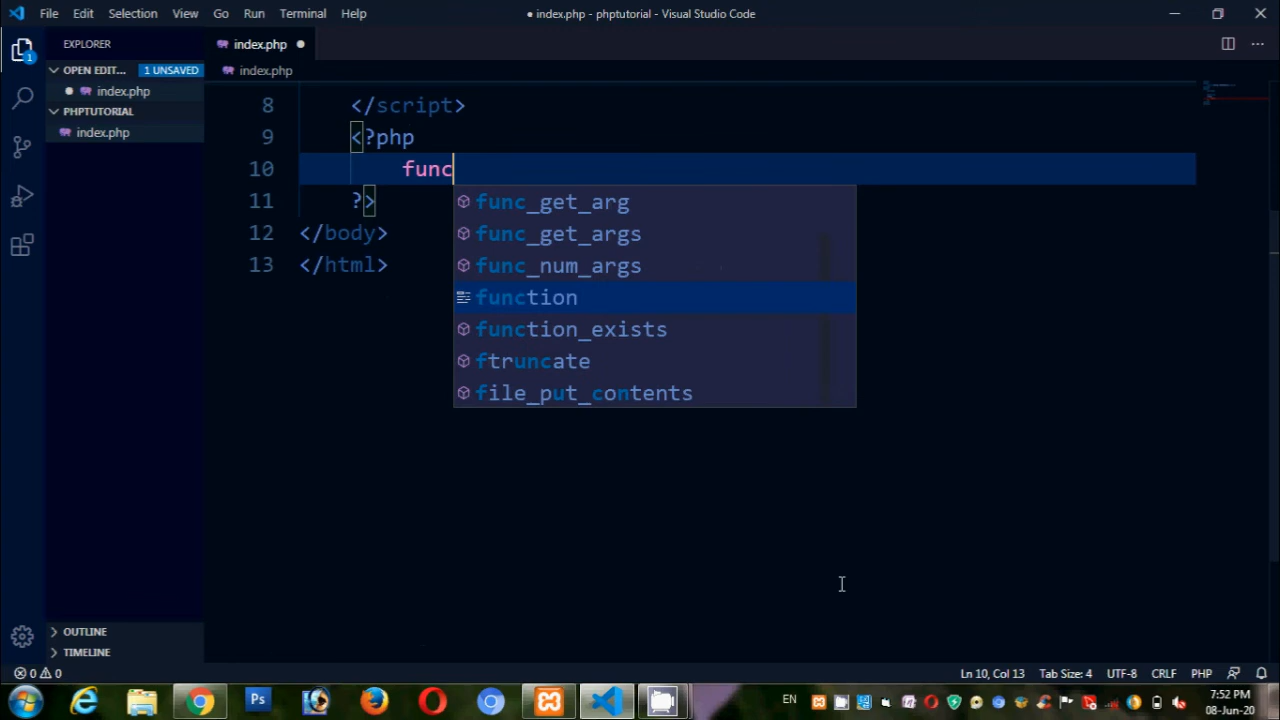 File Edit Selection View Go Run Terminal Help
● index.php - phptutorial - Visual Studio Code
EXPLORER
index.php
OPEN EDIT... 1 UNSAVED
index.php
index.php
PHPTUTORIAL
index.php
8 </script>
9 <?php
10 func
11 ?>
12 </body>
13 </html>
func_get_arg
func_get_args
func_num_args
function
function_exists
ftruncate
file_put_contents
OUTLINE
TIMELINE
1
0 0
Ln 10, Col 13 Tab Size: 4 UTF-8 CRLF PHP
Ps
EN
7:52 PM
08-Jun-20